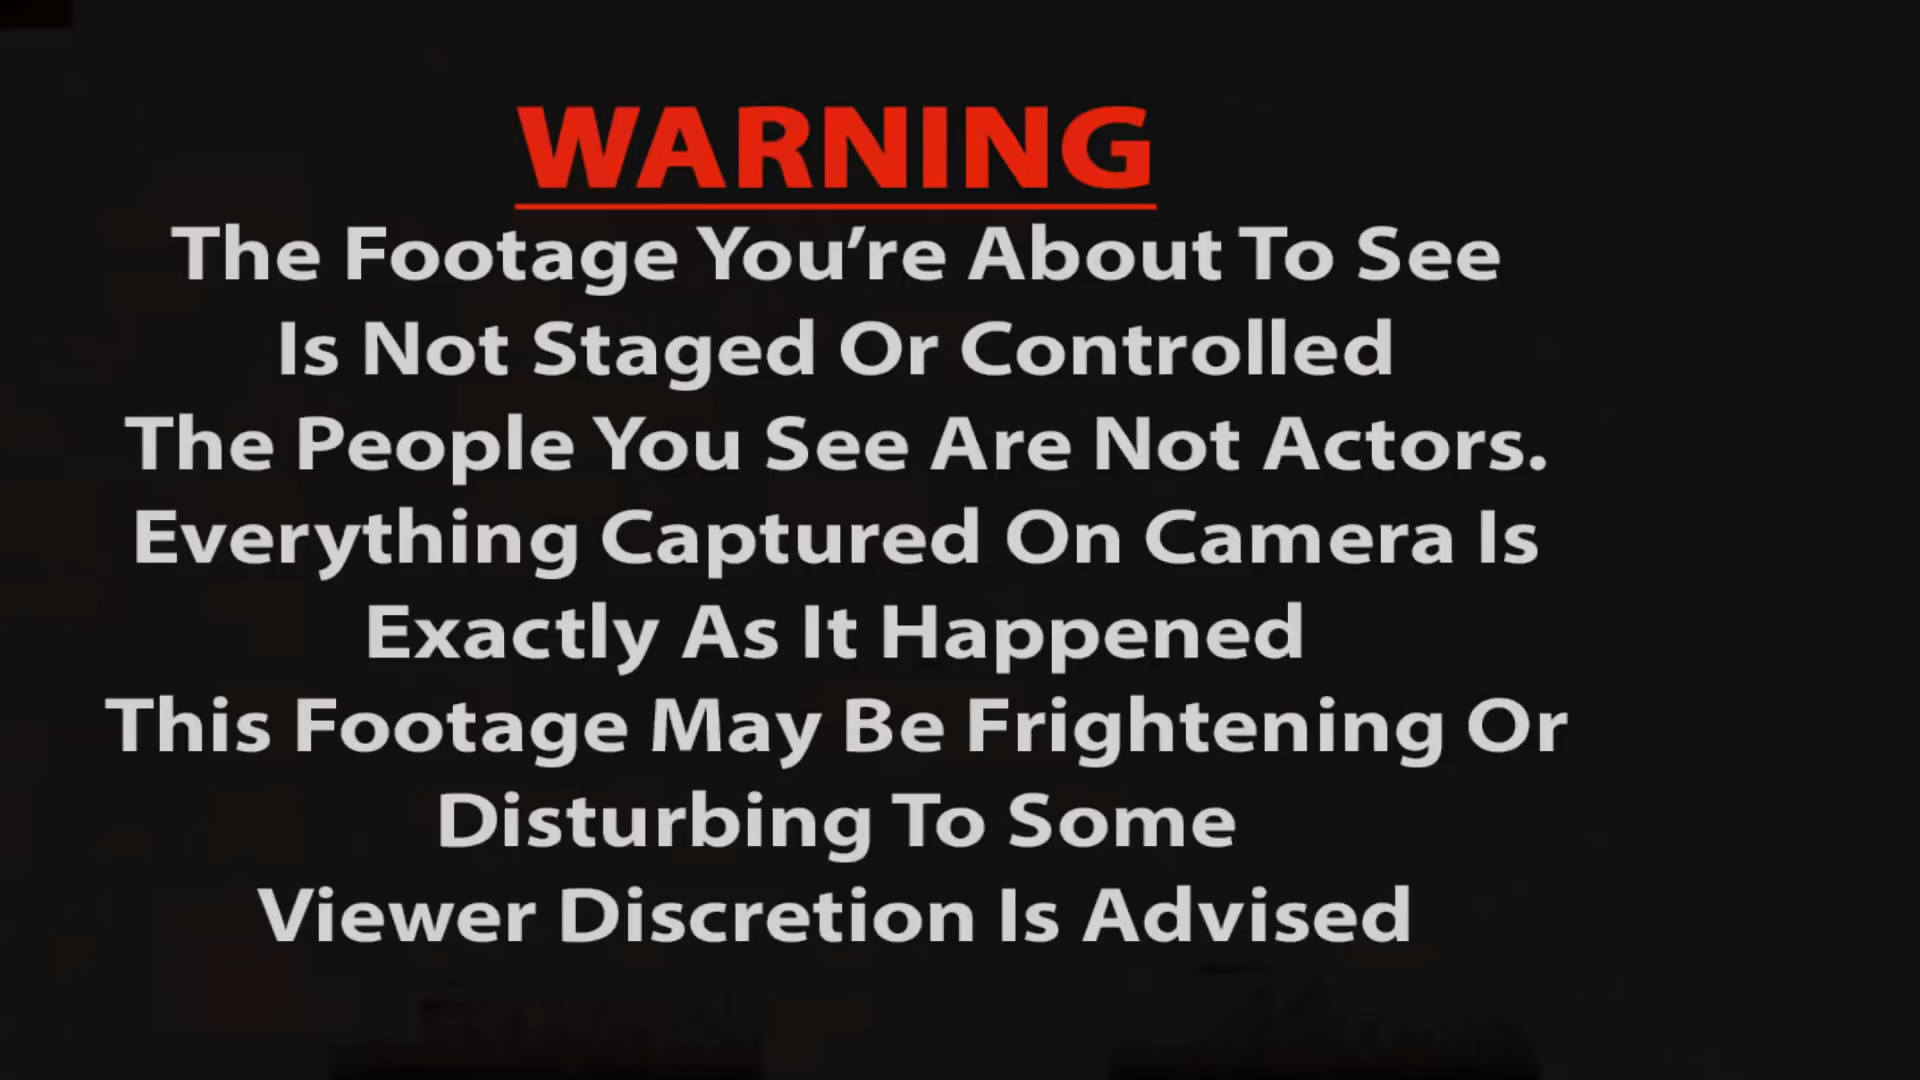 WARNING
The Footage You’re About To See
Is Not Staged Or Controlled
The People You See Are Not Actors.
Everything Captured On Camera Is
Exactly As It Happened
This Footage May Be Frightening Or
Disturbing To Some
Viewer Discretion Is Advised